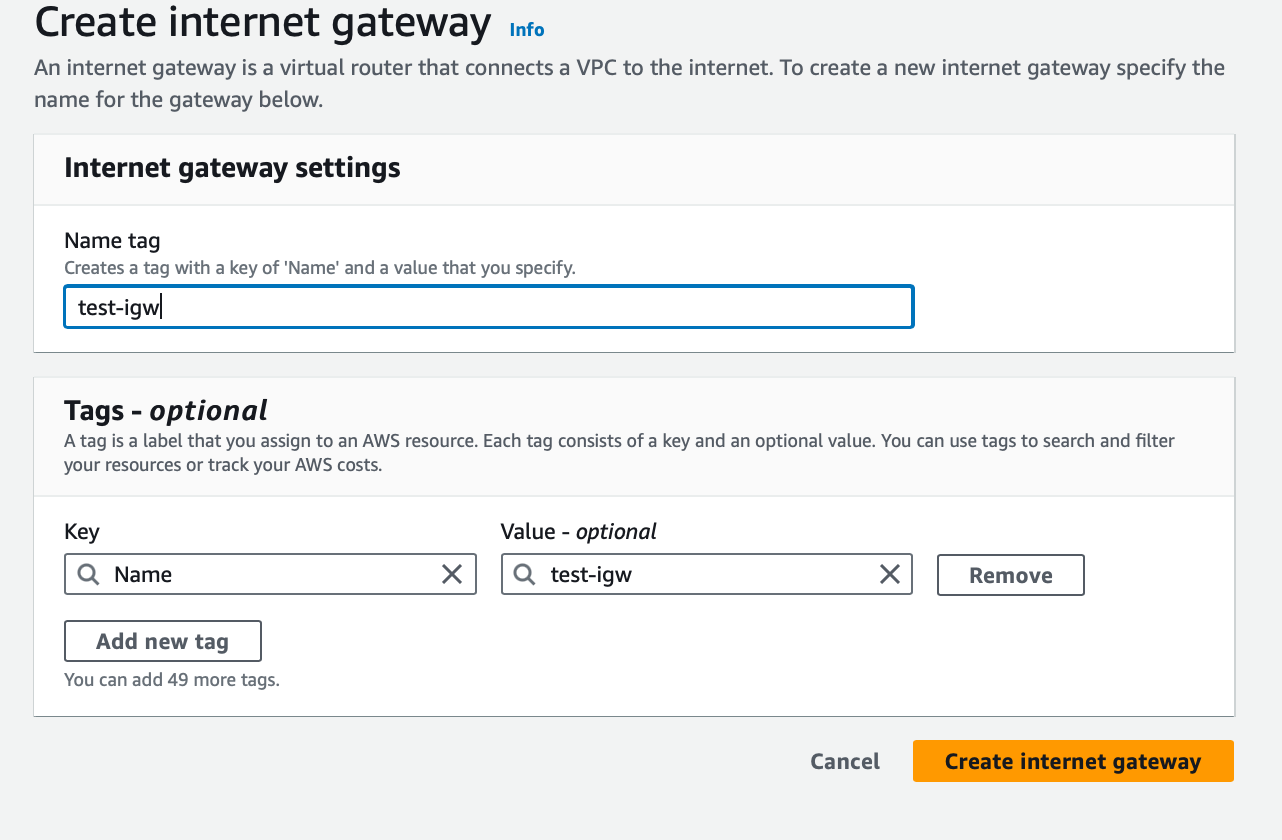 Create internet gateway Info
An internet gateway is a virtual router that connects a VPC to the internet. To create a new internet gateway specify the
name for the gateway below.
Internet gateway settings
Name tag
Creates a tag with a key of 'Name' and a value that you specify.
test-igw
Tags - optional
A tag is a label that you assign to an AWS resource. Each tag consists of a key and an optional value. You can use tags to search and filter
your resources or track your AWS costs.
Key Value - optional
Name test-igw Remove
Add new tag
You can add 49 more tags.
Cancel Create internet gateway